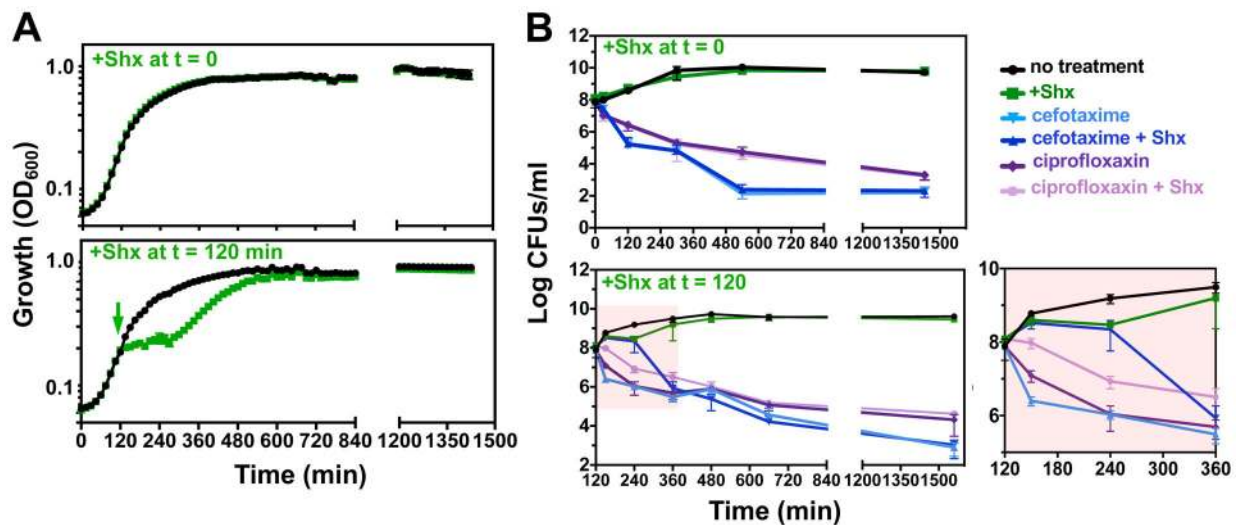 A
+Shx at t = 0
1.0
0.1
+Shx at t = 120 min
1.0
0.1
0 120 240 360 480 600 720 840 1200 1500
Growth (OD600)
Time (min)
B
+Shx at t = 0
12
10
8
6
4
2
0
0 120 240 360 480 600 720 840 1200 1500
+Shx at t = 120
10
8
6
4
2
120 240 360 480 600 720 840 1200 1500
Log CFUs/ml
Time (min)
no treatment
+Shx
cefotaxime
cefotaxime + Shx
ciprofloxaxin
ciprofloxaxin + Shx
10
8
6
120 180 240 300 360